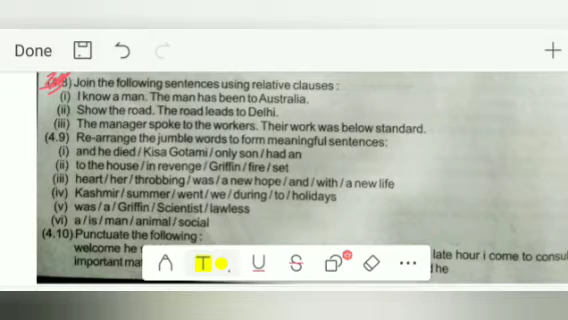 Done
8) Join the following sentences using relative clauses :
(i) I know a man. The man has been to Australia.
(ii) Show the road. The road leads to Delhi.
(iii) The manager spoke to the workers. Their work was below standard.
(4.9) Re-arrange the jumble words to form meaningful sentences:
(i) and he died / Kisa Gotami / only son / had an
(ii) to the house / in revenge / Griffin / fire / set
(iii) heart / her / throbbing / was / a new hope / and / with / a new life
(iv) Kashmir / summer / went / we / during / to / holidays
(v) was / a / Griffin / Scientist / lawless
(vi) a / is / man / animal / social
(4.10) Punctuate the following :
welcome he late hour i come to
important he
T U S